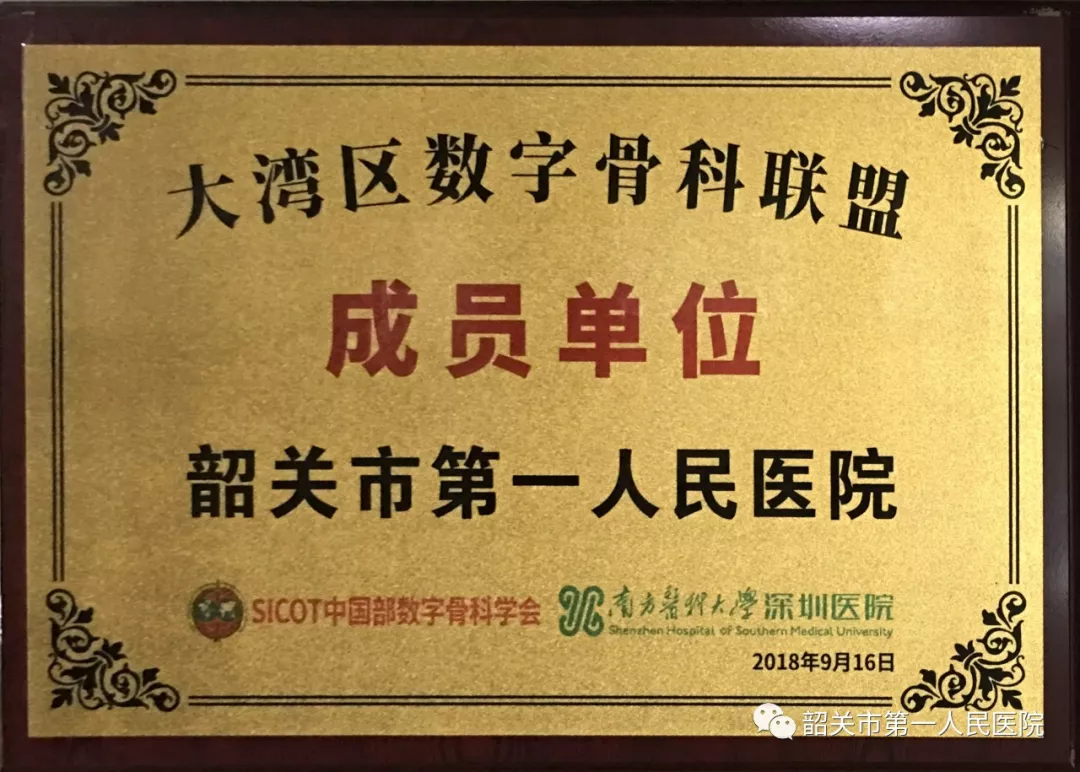 大湾区数字骨科联盟
成员单位
韶关市第一人民医院
SICOT中国部数字骨科学会
南方醫科大學深圳医院
Shenzhen Hospital of Southern Medical University
2018年9月16日
韶关市第一人民医院